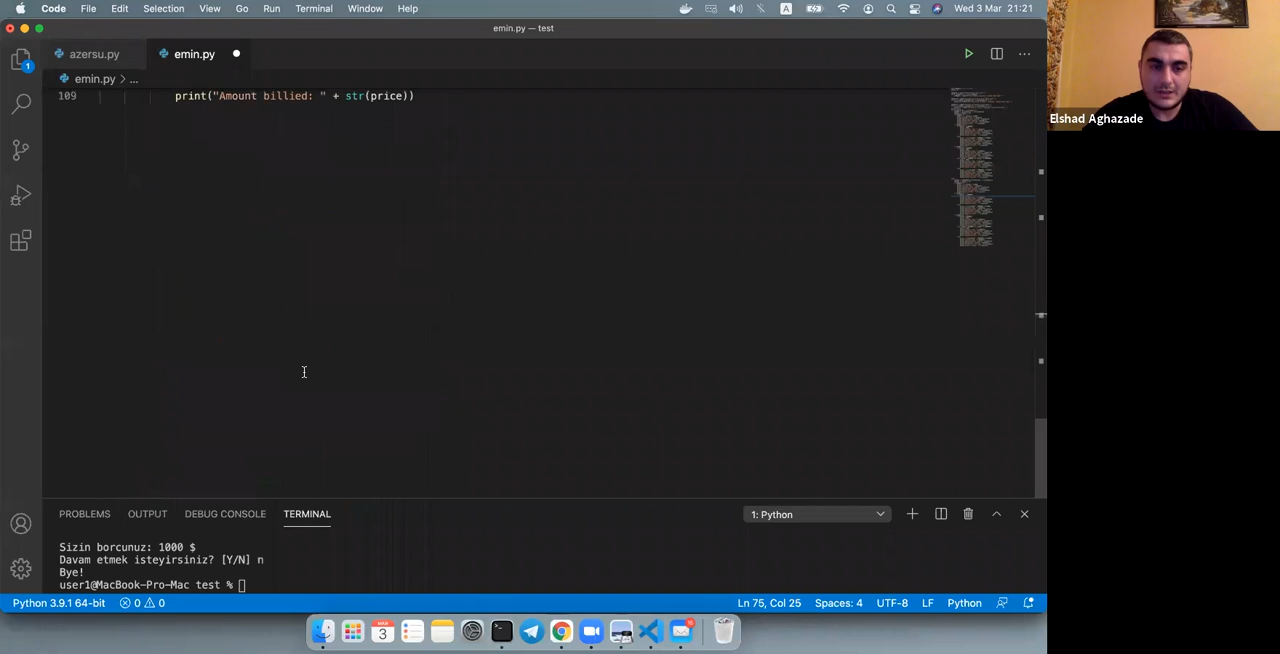 Code File Edit Selection View Go Run Terminal Window Help
A
Wed 3 Mar 21:21
emin.py — test
azersu.py
emin.py
1
emin.py > ...
109 print("Amount billied: " + str(price))
Elshad Aghazade
PROBLEMS OUTPUT DEBUG CONSOLE TERMINAL
1: Python
Sizin borcunuz: 1000 $
Davam etmek isteyirsiniz? [Y/N] n
Bye!
user1@MacBook-Pro-Mac test %
Python 3.9.1 64-bit 0 0 Ln 75, Col 25 Spaces: 4 UTF-8 LF Python
MAR
3